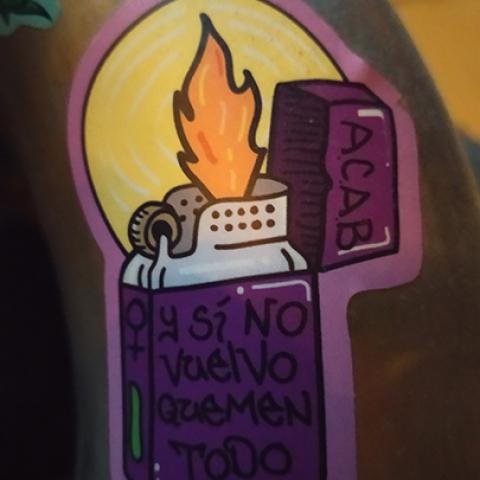 A.C.A.B
Y SÍ NO
VUELVO
QUEMEN
TODO